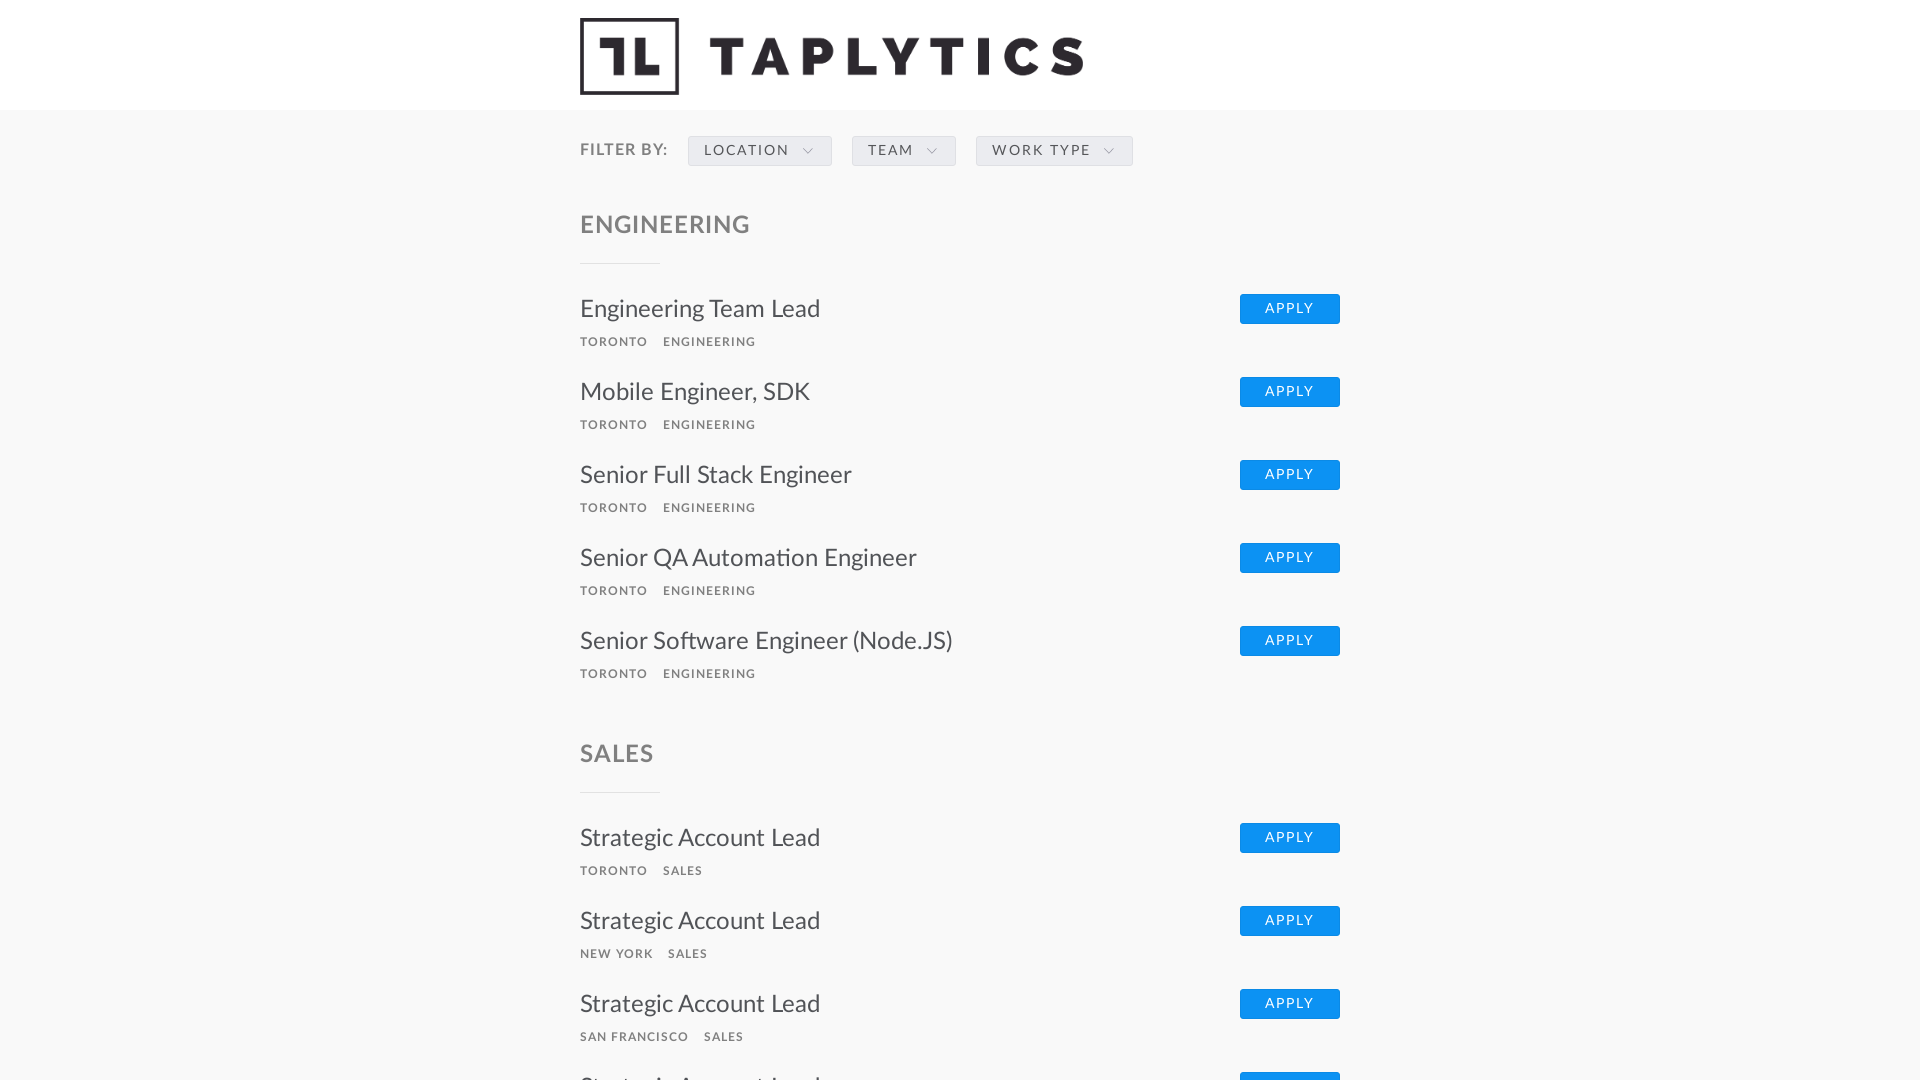 TL TAPLYTICS
FILTER BY: LOCATION TEAM WORK TYPE
ENGINEERING
Engineering Team Lead APPLY
TORONTO ENGINEERING
Mobile Engineer, SDK APPLY
TORONTO ENGINEERING
Senior Full Stack Engineer APPLY
TORONTO ENGINEERING
Senior QA Automation Engineer APPLY
TORONTO ENGINEERING
Senior Software Engineer (Node.JS) APPLY
TORONTO ENGINEERING
SALES
Strategic Account Lead APPLY
TORONTO SALES
Strategic Account Lead APPLY
NEW YORK SALES
Strategic Account Lead APPLY
SAN FRANCISCO SALES